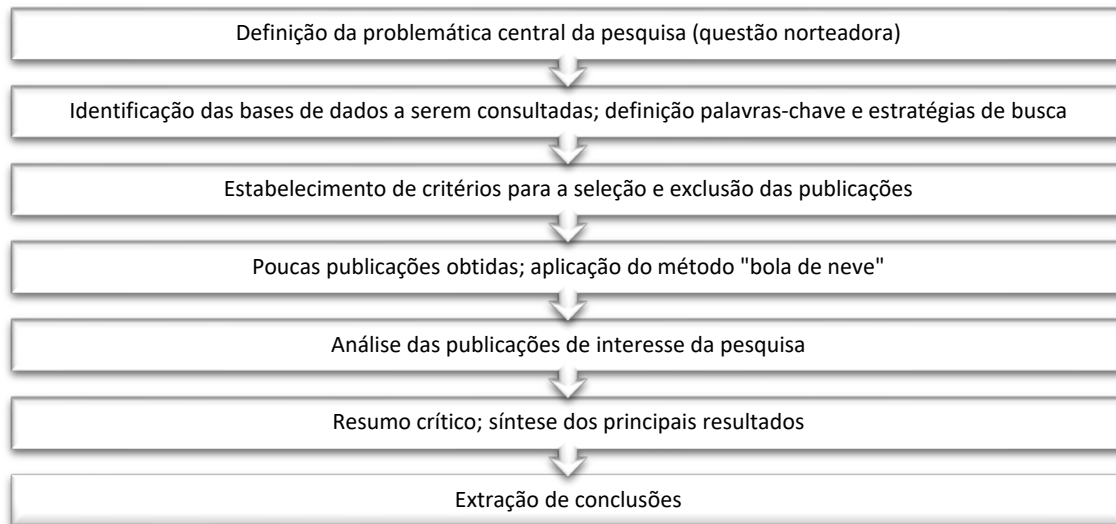 Definição da problemática central da pesquisa (questão norteadora)
Identificação das bases de dados a serem consultadas; definição palavras-chave e estratégias de busca
Estabelecimento de critérios para a seleção e exclusão das publicações
Poucas publicações obtidas; aplicação do método "bola de neve"
Análise das publicações de interesse da pesquisa
Resumo crítico; síntese dos principais resultados
Extração de conclusões